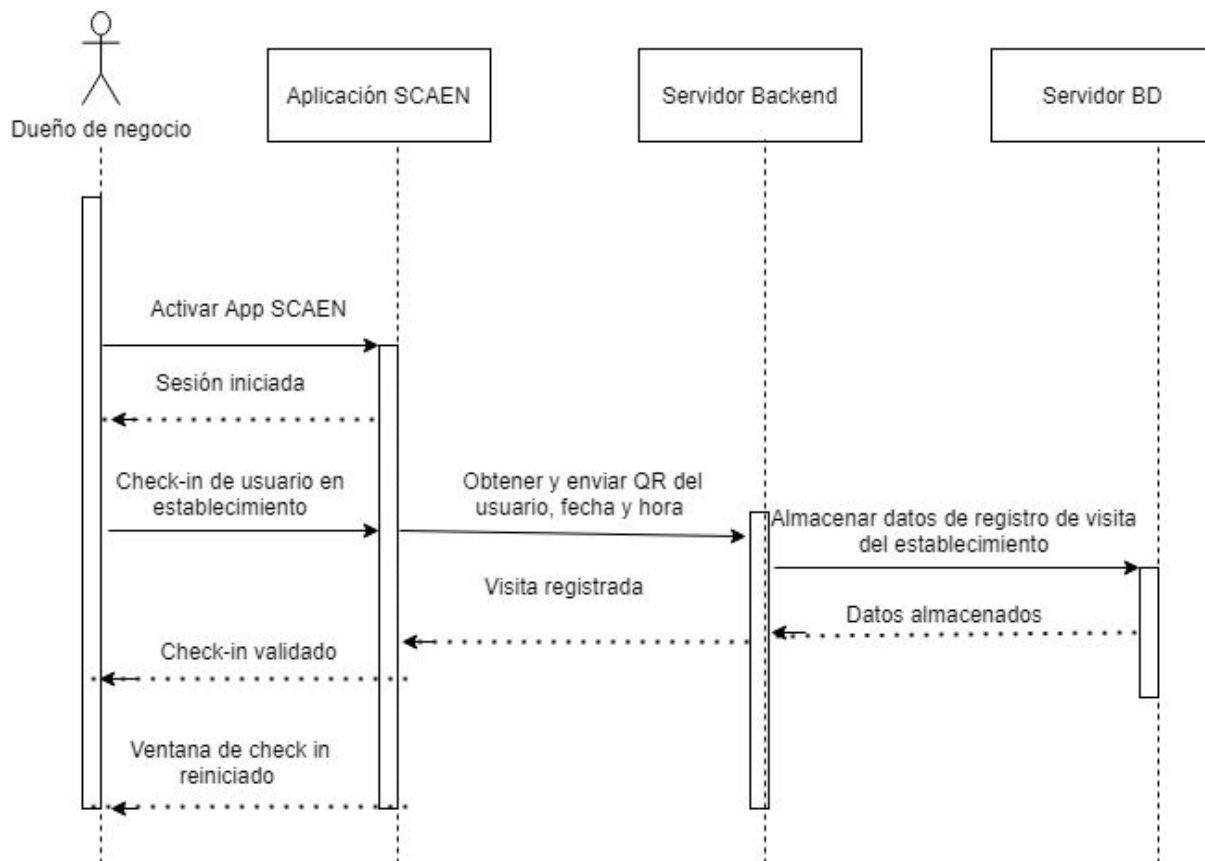 Dueño de negocio
Aplicación SCAEN
Servidor Backend
Servidor BD
Activar App SCAEN
Sesión iniciada
Check-in de usuario en
establecimiento
Obtener y enviar QR del
usuario, fecha y hora
Almacenar datos de registro de visita
del establecimiento
Visita registrada
Datos almacenados
Check-in validado
Ventana de check in
reiniciado